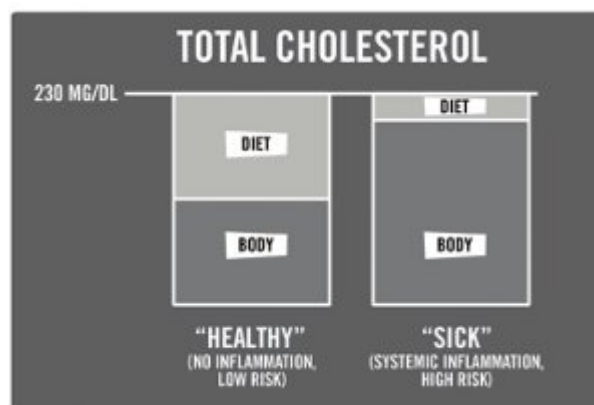 TOTAL CHOLESTEROL
230 MG/DL
DIET
DIET
BODY
BODY
"HEALTHY"
(NO INFLAMMATION,
LOW RISK)
"SICK"
(SYSTEMIC INFLAMMATION,
HIGH RISK)